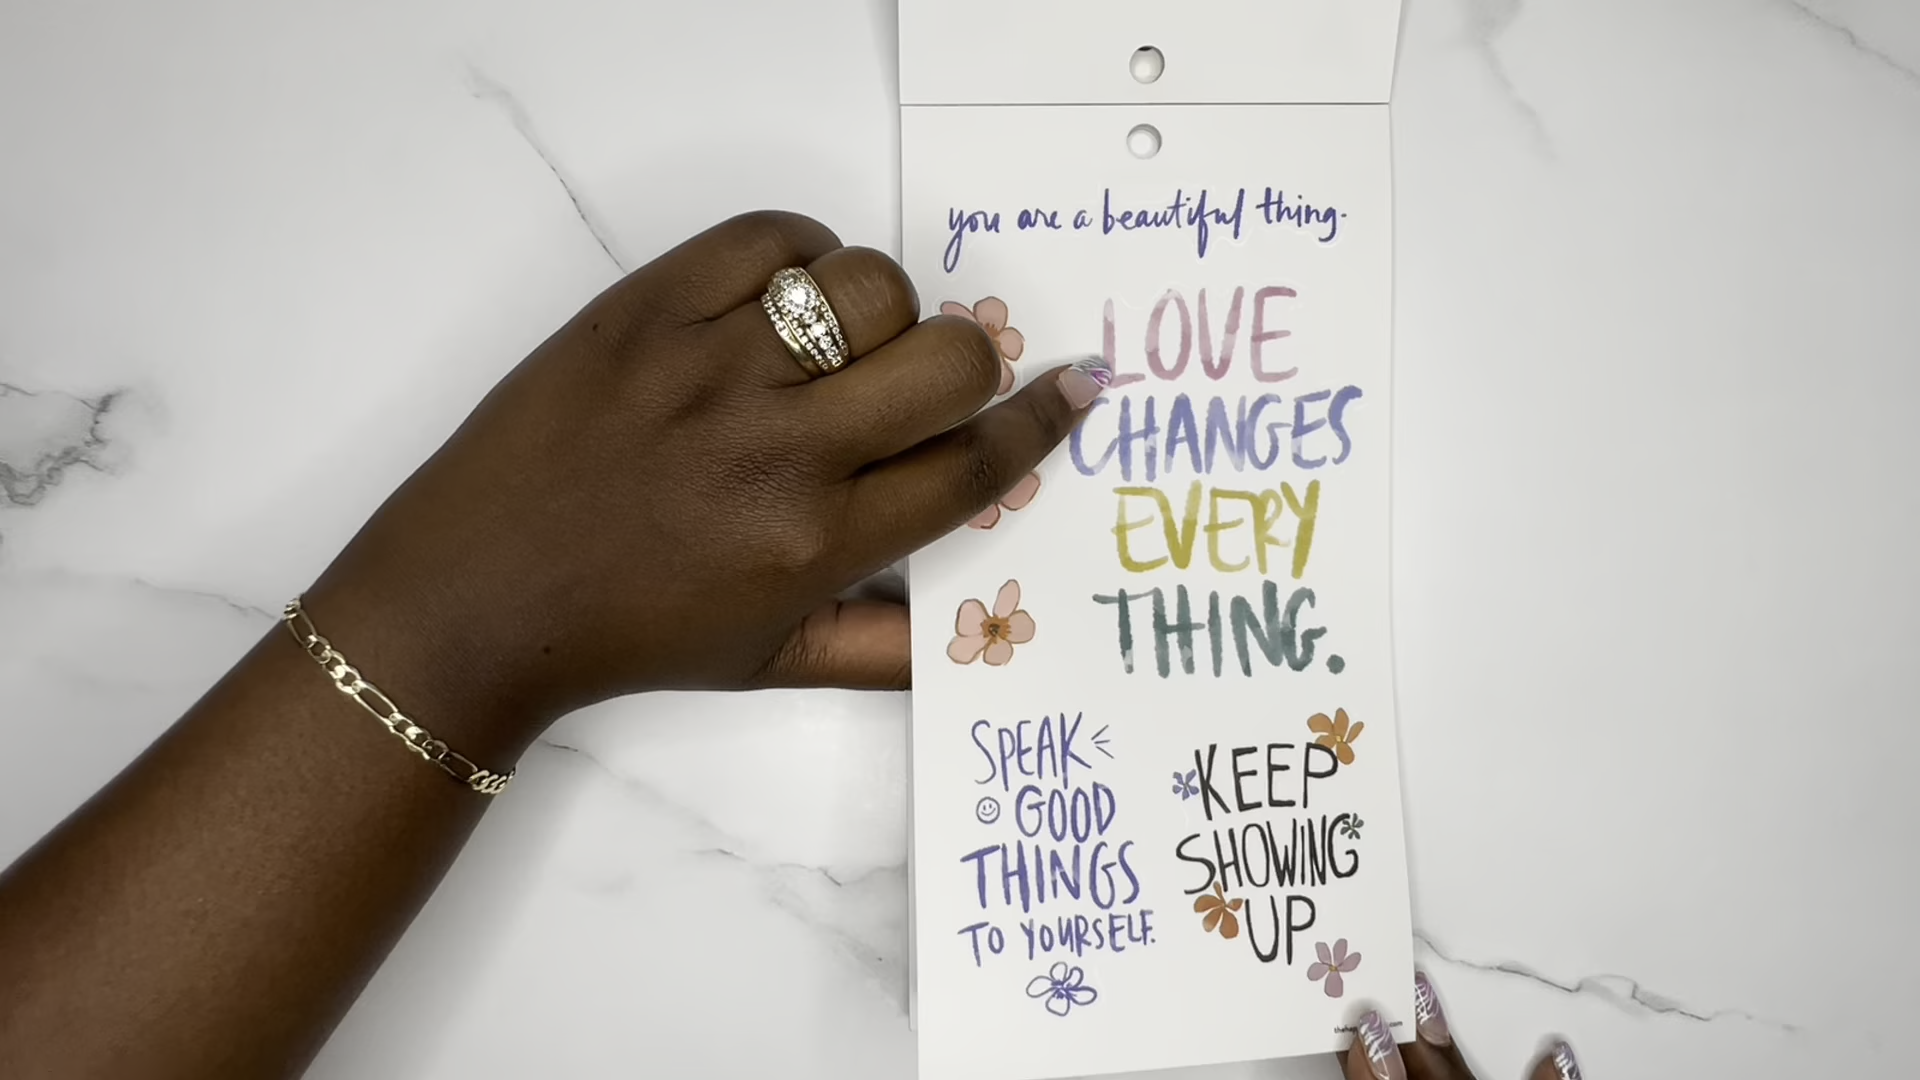 you are a beautiful thing.
LOVE
CHANGES
EVERY
THING.
SPEAK
GOOD
THINGS
TO YOURSELF.
KEEP
SHOWING
UP